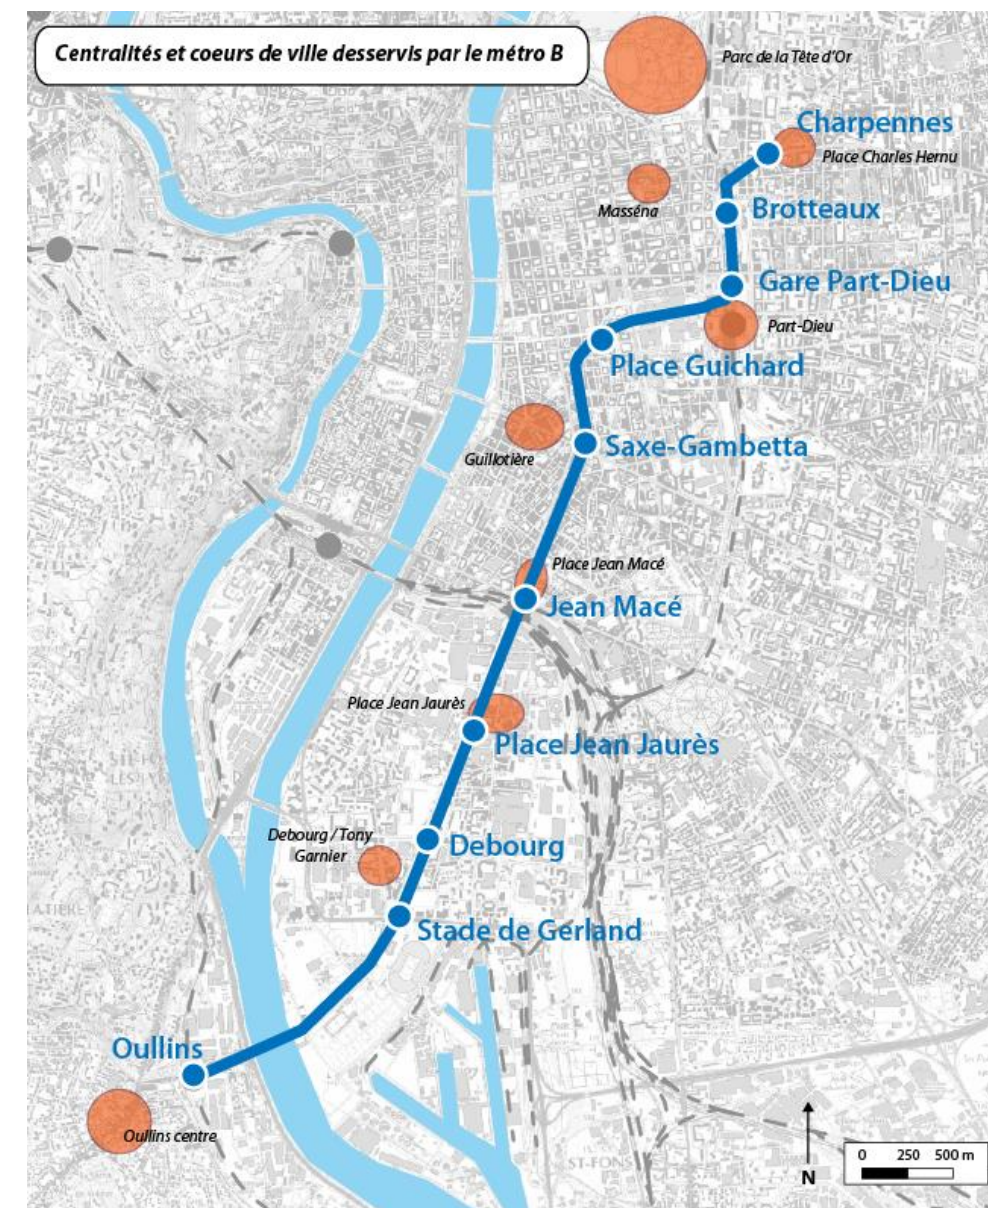 Centralités et coeurs de ville desservis par le métro B
Parc de la Tête d'Or
Charpennes
Place Charles Hernu
Masséna
Brotteaux
Gare Part-Dieu
Part-Dieu
Place Guichard
Guillotière
Saxe-Gambetta
Place Jean Macé
Jean Macé
Place Jean Jaurès
Place Jean Jaurès
Debourg / Tony
Garnier
Debourg
Stade de Gerland
Oullins
Oullins centre
ST-FONS
N
0 250 500 m